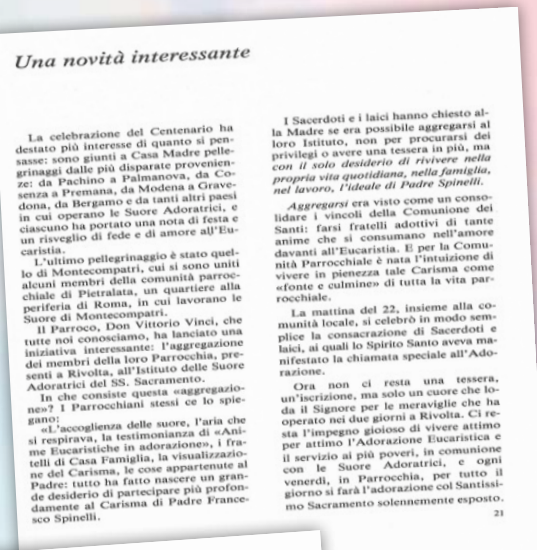 Una novità interessante
La celebrazione del Centenario ha
destato più interesse di quanto si pen-
sasse: sono giunti a Casa Madre pelle-
grinaggi dalle più disparate provenien-
ze: da Pachino a Palmanova, da Co-
senza a Premana, da Modena a Grave-
dona, da Bergamo e da tanti altri paesi
in cui operano le Suore Adoratrici, e
ciascuno ha portato una nota di festa e
un risveglio di fede e di amore all'Eu-
caristia.
L'ultimo pellegrinaggio è stato quel-
lo di Montecompatri, cui si sono uniti
alcuni membri della comunità parroc-
chiale di Pietralata, un quartiere alla
periferia di Roma, in cui lavorano le
Suore di Montecompatri.
Il Parroco, Don Vittorio Vinci, che
tutte noi conosciamo, ha lanciato una
iniziativa interessante: l'aggregazione
dei membri della loro Parrocchia, pre-
senti a Rivolta, all'Istituto delle Suore
Adoratrici del SS. Sacramento.
In che consiste questa «aggregazio-
ne»? I Parrocchiani stessi ce lo spie-
gano:
«L'accoglienza delle suore, l'aria che
si respirava, la testimonianza di «Ani-
me Eucaristiche in adorazione», i fra-
telli di Casa Famiglia, la visualizzazio-
ne del Carisma, le cose appartenute al
Padre: tutto ha fatto nascere un gran-
de desiderio di partecipare più profon-
damente al Carisma di Padre France-
sco Spinelli.
I Sacerdoti e i laici hanno chiesto al-
la Madre se era possibile aggregarsi al
loro Istituto, non per procurarsi dei
privilegi o avere una tessera in più, ma
con il solo desiderio di rivivere nella
propria vita quotidiana, nella famiglia,
nel lavoro, l'ideale di Padre Spinelli.
Aggregarsi era visto come un conso-
lidare i vincoli della Comunione dei
Santi: farsi fratelli adottivi di tante
anime che si consumano nell'amore
davanti all'Eucaristia. E per la Comu-
nità Parrocchiale è nata l'intuizione di
vivere in pienezza tale Carisma come
«fonte e culmine» di tutta la vita par-
rocchiale.
La mattina del 22, insieme alla co-
munità locale, si celebrò in modo sem-
plice la consacrazione di Sacerdoti e
laici, ai quali lo Spirito Santo aveva ma-
nifestato la chiamata speciale all'Ado-
razione.
Ora non ci resta una tessera,
un'iscrizione, ma solo un cuore che lo-
da il Signore per le meraviglie che ha
operato nei due giorni a Rivolta. Ci re-
sta l'impegno gioioso di vivere attimo
per attimo l'Adorazione Eucaristica e
il servizio ai più poveri, in comunione
con le Suore Adoratrici, e ogni
venerdì, in Parrocchia, per tutto il
giorno si farà l'adorazione col Santissi-
mo Sacramento solennemente esposto.
21